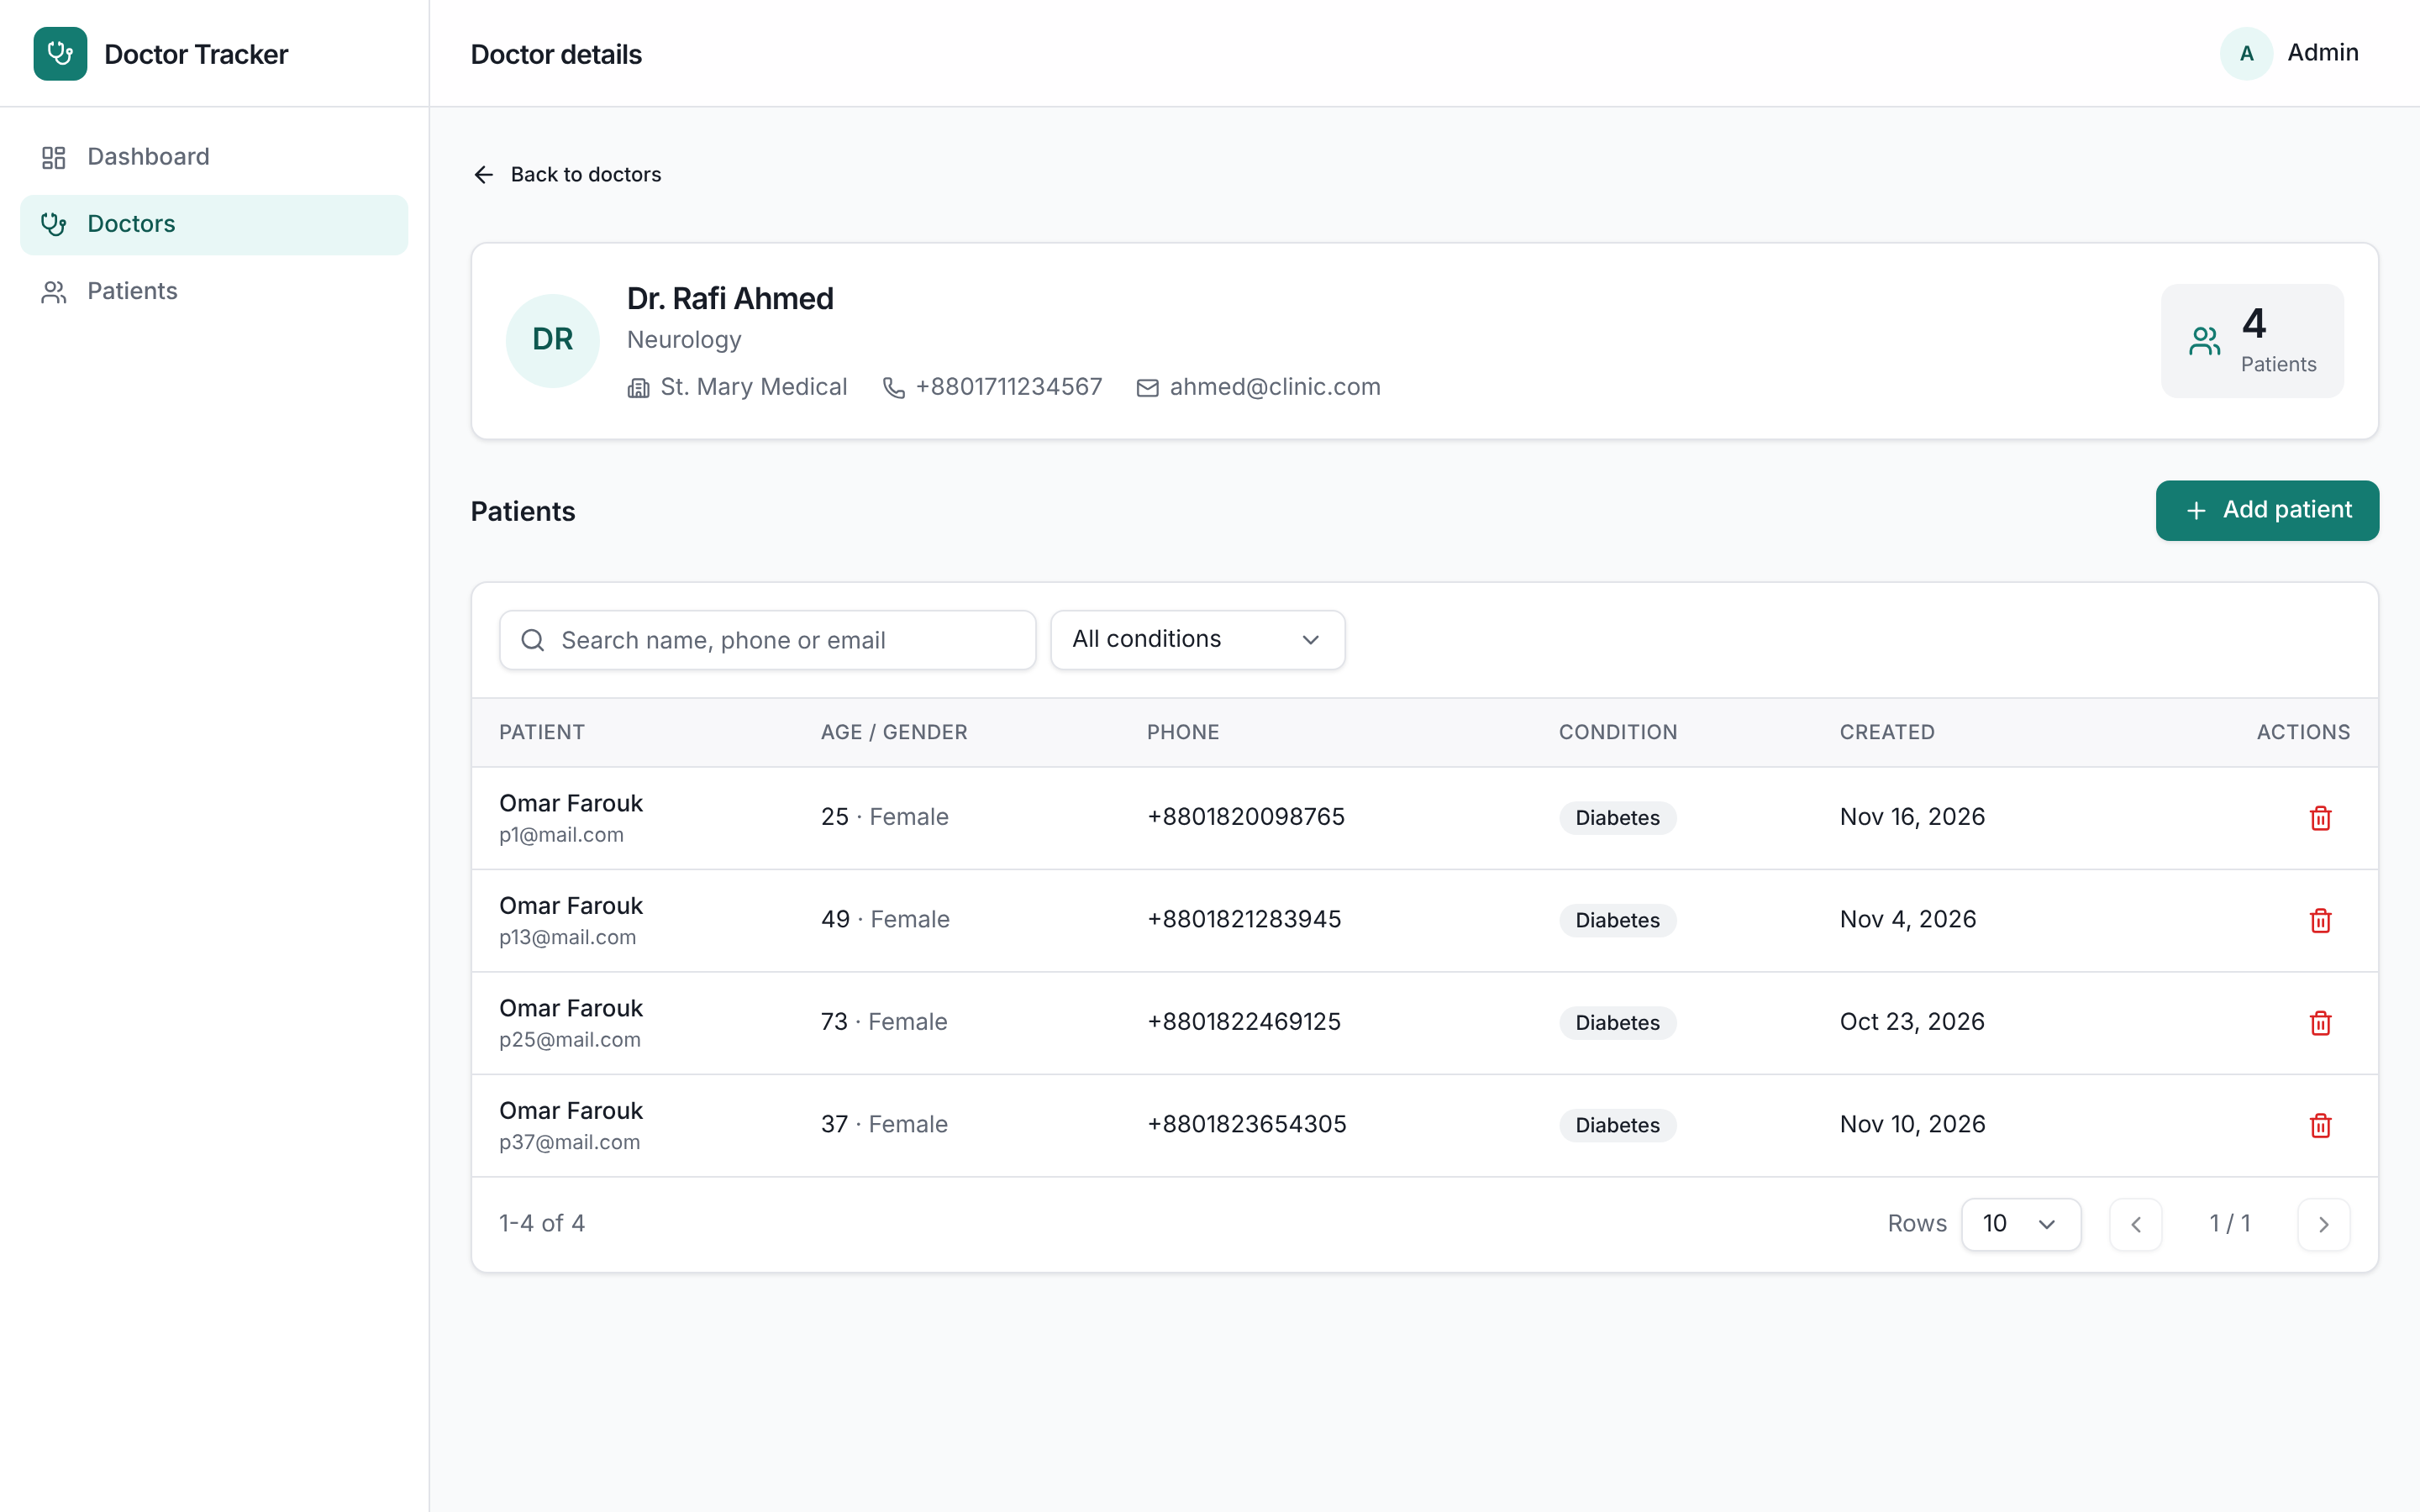 Doctor Tracker
Doctor details
A Admin
Dashboard
Doctors
Patients
Back to doctors
DR
Dr. Rafi Ahmed
Neurology
St. Mary Medical +8801711234567 ahmed@clinic.com
4
Patients
Patients
Add patient
Search name, phone or email All conditions
PATIENT AGE / GENDER PHONE CONDITION CREATED ACTIONS
Omar Farouk
p1@mail.com
25 · Female +8801820098765 Diabetes Nov 16, 2026
Omar Farouk
p13@mail.com
49 · Female +8801821283945 Diabetes Nov 4, 2026
Omar Farouk
p25@mail.com
73 · Female +8801822469125 Diabetes Oct 23, 2026
Omar Farouk
p37@mail.com
37 · Female +8801823654305 Diabetes Nov 10, 2026
1-4 of 4 Rows 10 1 / 1